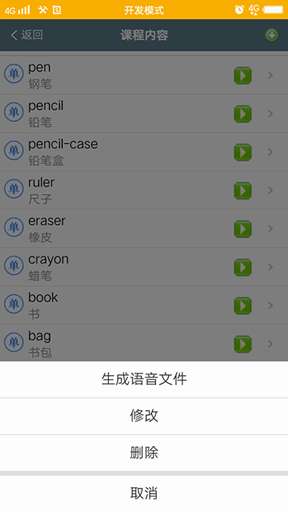 4G 开发模式 4G
返回 课程内容
单 pen
钢笔
单 pencil
铅笔
单 pencil-case
铅笔盒
单 ruler
尺子
单 eraser
橡皮
单 crayon
蜡笔
单 book
书
单 bag
书包
生成语音文件
修改
删除
取消